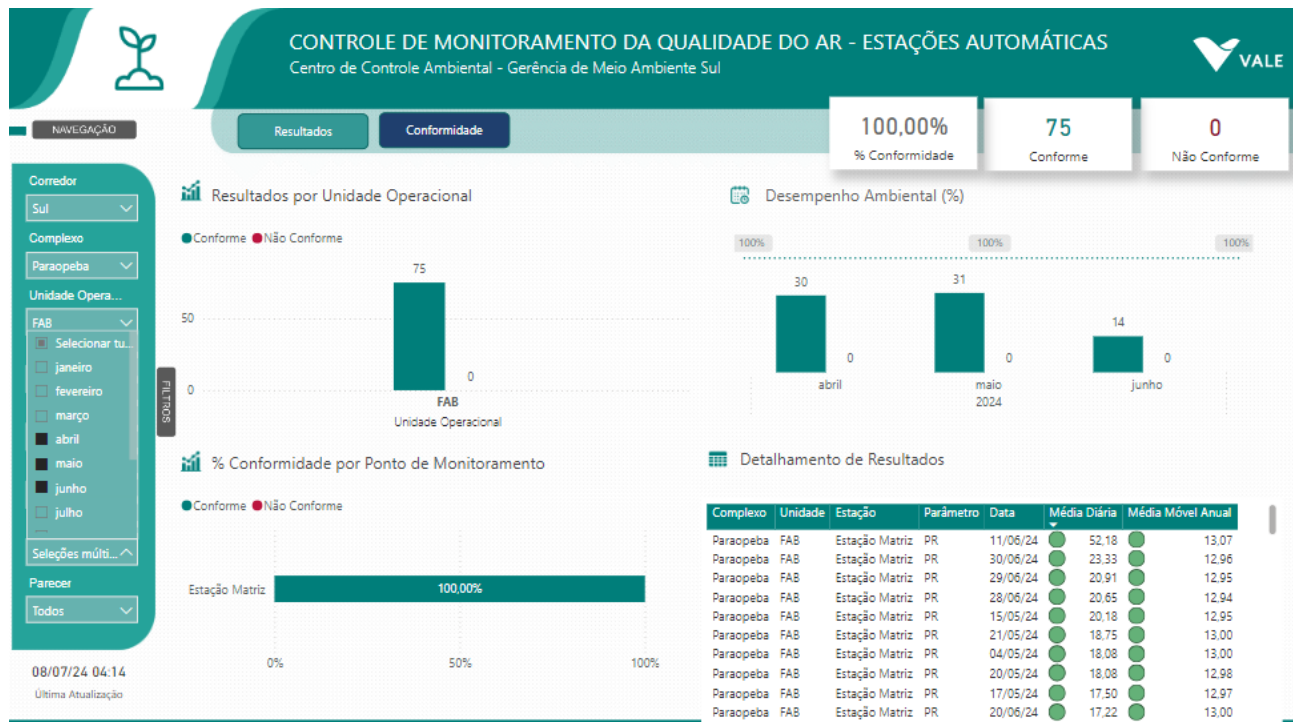 CONTROLE DE MONITORAMENTO DA QUALIDADE DO AR - ESTAÇÕES AUTOMÁTICAS
Centro de Controle Ambiental - Gerência de Meio Ambiente Sul
VALE
NAVEGAÇÃO
Resultados
Conformidade
100,00%
% Conformidade
75
Conforme
0
Não Conforme
Corredor
Sul
Complexo
Paraopeba
Unidade Opera...
FAB
Selecionar tu...
janeiro
fevereiro
março
abril
maio
junho
julho
Seleções múlti...
Parecer
Todos
08/07/24 04:14
Última Atualização
FILTROS
Resultados por Unidade Operacional
Conforme Não Conforme
75
50
0
0
FAB
Unidade Operacional
Desempenho Ambiental (%)
100% 100% 100%
30 31 14
0 0 0
abril maio junho
2024
% Conformidade por Ponto de Monitoramento
Conforme Não Conforme
Estação Matriz 100,00%
0% 50% 100%
Detalhamento de Resultados
Complexo Unidade Estação Parâmetro Data Média Diária Média Móvel Anual
Paraopeba FAB Estação Matriz PR 11/06/24 52,18 13,07
Paraopeba FAB Estação Matriz PR 30/06/24 23,33 12,96
Paraopeba FAB Estação Matriz PR 29/06/24 20,91 12,95
Paraopeba FAB Estação Matriz PR 28/06/24 20,65 12,94
Paraopeba FAB Estação Matriz PR 15/05/24 20,18 12,95
Paraopeba FAB Estação Matriz PR 21/05/24 18,75 13,00
Paraopeba FAB Estação Matriz PR 04/05/24 18,08 13,00
Paraopeba FAB Estação Matriz PR 20/05/24 18,08 12,98
Paraopeba FAB Estação Matriz PR 17/05/24 17,50 12,97
Paraopeba FAB Estação Matriz PR 20/06/24 17,22 13,00